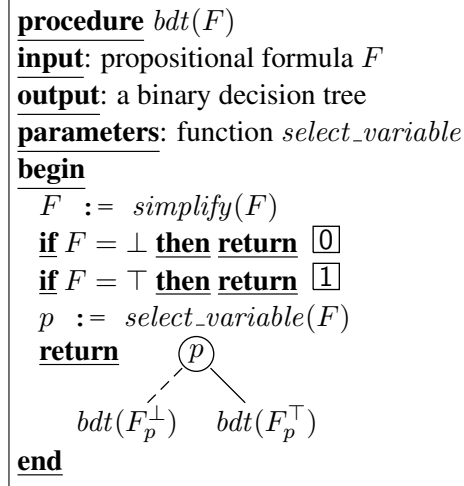 procedure bdt(F)
input: propositional formula F
output: a binary decision tree
parameters: function select_variable
begin
F := simplify(F)
if F = ⊥ then return 0
if F = ⊤ then return 1
p := select_variable(F)
return p
bdt(F_p^⊥) bdt(F_p^⊤)
end